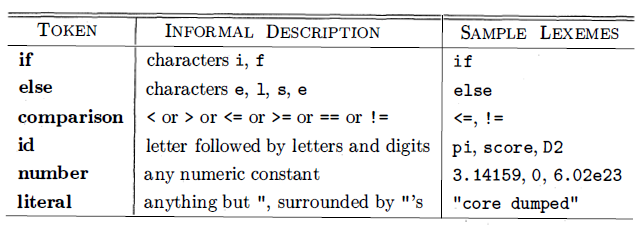 TOKEN INFORMAL DESCRIPTION SAMPLE LEXEMES
if characters i, f if
else characters e, l, s, e else
comparison < or > or <= or >= or == or != <=, !=
id letter followed by letters and digits pi, score, D2
number any numeric constant 3.14159, 0, 6.02e23
literal anything but ", surrounded by "'s "core dumped"